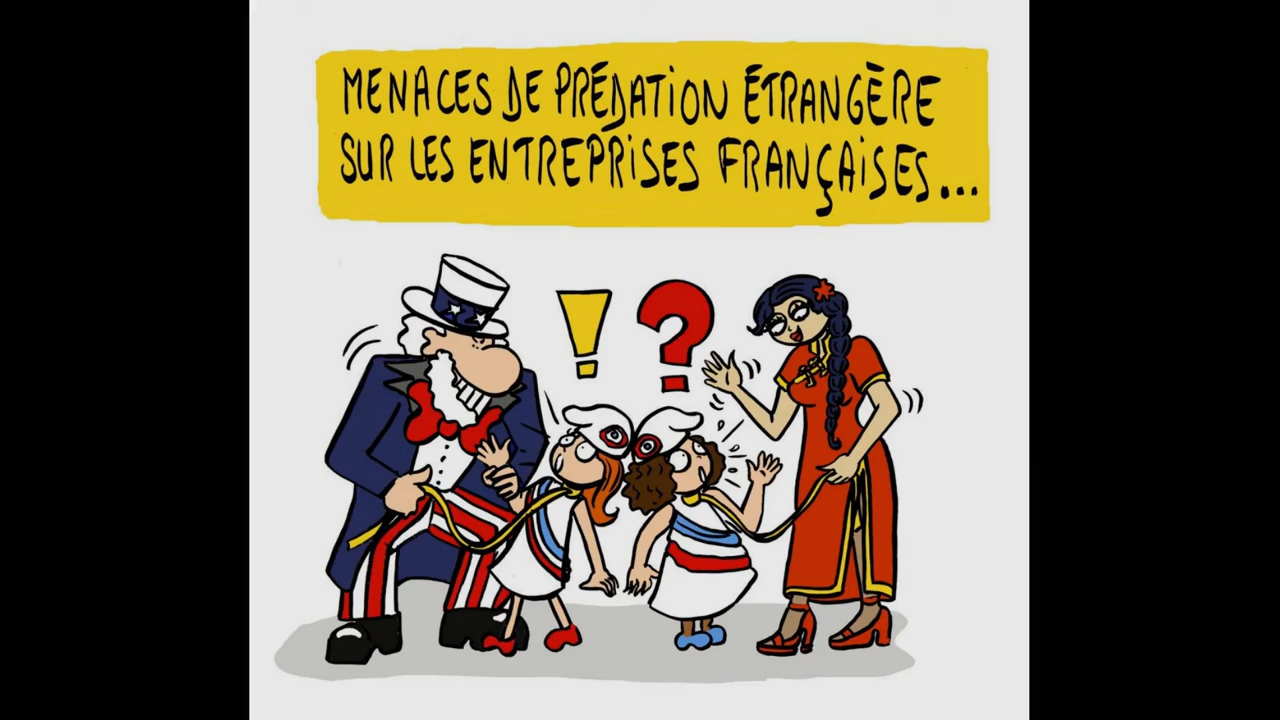 MENACES DE PRÉDATION ÉTRANGÈRE
SUR LES ENTREPRISES FRANÇAISES...
! ?